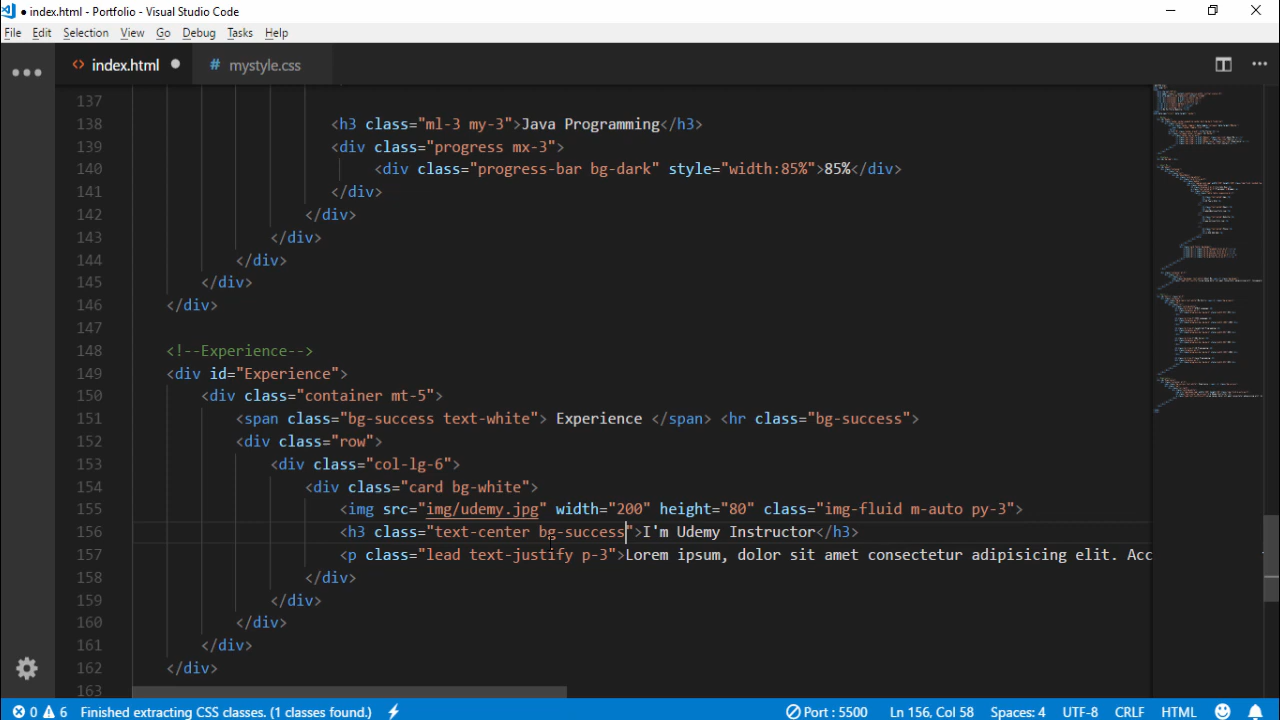 index.html - Portfolio - Visual Studio Code
File Edit Selection View Go Debug Tasks Help
index.html mystyle.css
137
138 <h3 class="ml-3 my-3">Java Programming</h3>
139 <div class="progress mx-3">
140 <div class="progress-bar bg-dark" style="width:85%">85%</div>
141 </div>
142 </div>
143 </div>
144 </div>
145 </div>
146 </div>
147
148 <!--Experience-->
149 <div id="Experience">
150 <div class="container mt-5">
151 <span class="bg-success text-white"> Experience </span> <hr class="bg-success">
152 <div class="row">
153 <div class="col-lg-6">
154 <div class="card bg-white">
155 <img src="img/udemy.jpg" width="200" height="80" class="img-fluid m-auto py-3">
156 <h3 class="text-center bg-success">I'm Udemy Instructor</h3>
157 <p class="lead text-justify p-3">Lorem ipsum, dolor sit amet consectetur adipisicing elit. Acc
158 </div>
159 </div>
160 </div>
161 </div>
162 </div>
163
0 6 Finished extracting CSS classes. (1 classes found.) Port : 5500 Ln 156, Col 58 Spaces: 4 UTF-8 CRLF HTML